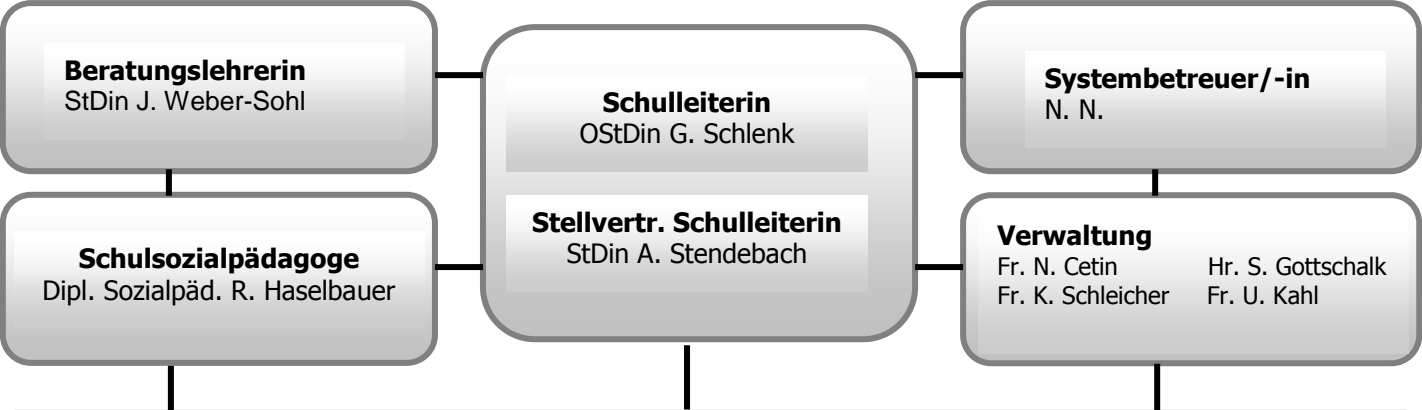 Beratungslehrerin
StDin J. Weber-Sohl
Schulsozialpädagoge
Dipl. Sozialpäd. R. Haselbauer
Schulleiterin
OStDin G. Schlenk
Stellvertr. Schulleiterin
StDin A. Stendebach
Systembetreuer/-in
N. N.
Verwaltung
Fr. N. Cetin Hr. S. Gottschalk
Fr. K. Schleicher Fr. U. Kahl